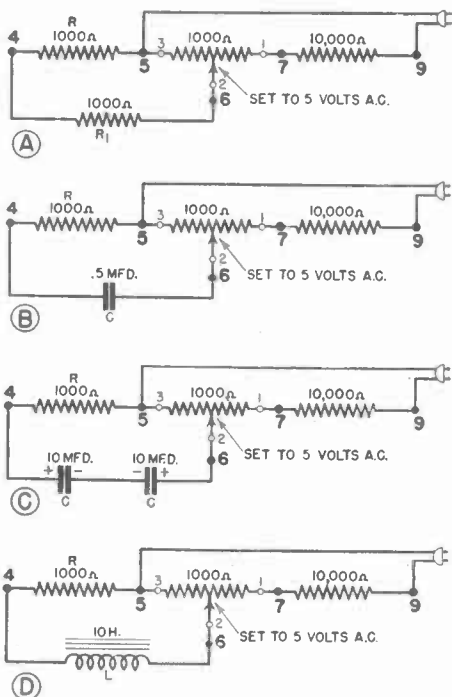 R
1000Ω 1000Ω 10,000Ω
4 5 3 1 7 9
1000Ω 2
R1 6 SET TO 5 VOLTS A.C.
A
R
1000Ω 1000Ω 10,000Ω
4 5 3 1 7 9
.5 MFD. 2
C 6 SET TO 5 VOLTS A.C.
B
R
1000Ω 1000Ω 10,000Ω
4 5 3 1 7 9
10 MFD. 10 MFD. 2
+ - - + 6 SET TO 5 VOLTS A.C.
C C
C
R
1000Ω 1000Ω 10,000Ω
4 5 3 1 7 9
10 H. 2
L 6 SET TO 5 VOLTS A.C.
D